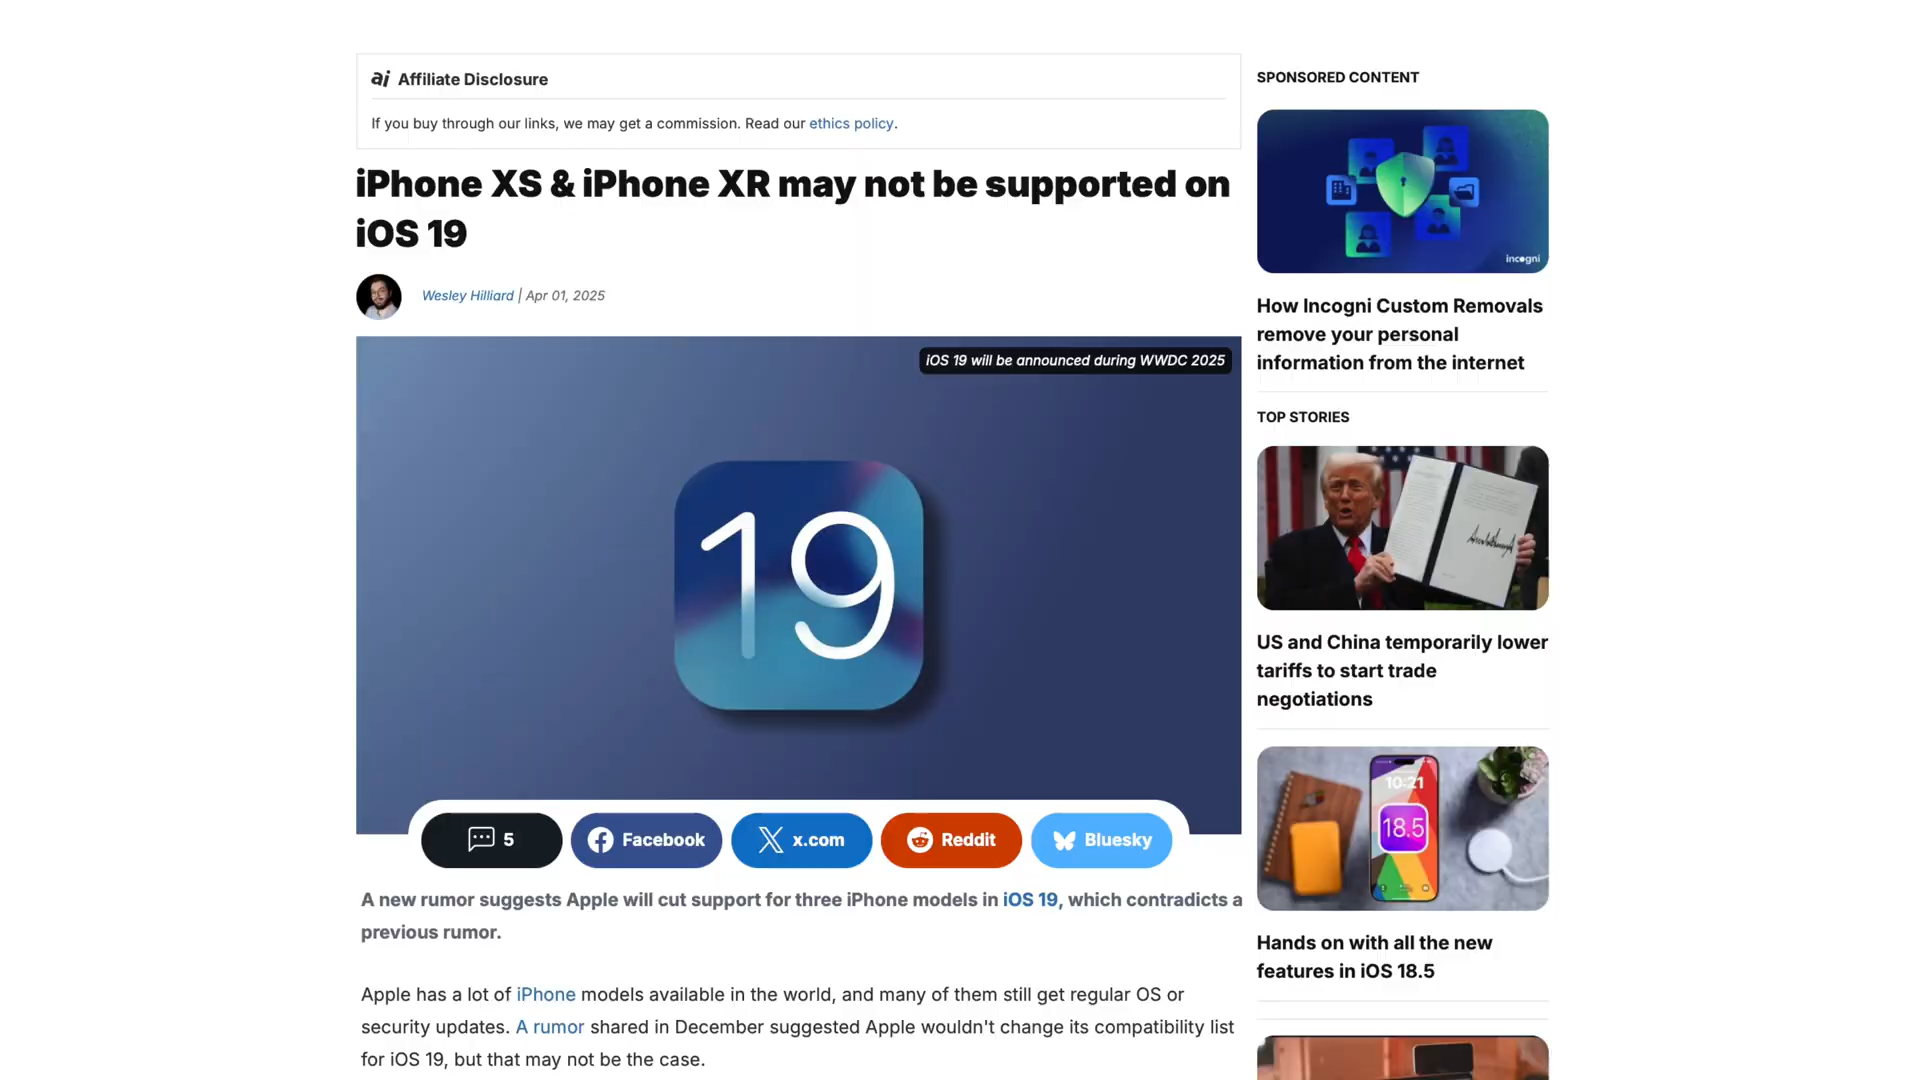 ai Affiliate Disclosure
If you buy through our links, we may get a commission. Read our ethics policy.
iPhone XS & iPhone XR may not be supported on
iOS 19
Wesley Hilliard | Apr 01, 2025
iOS 19 will be announced during WWDC 2025
19
5
Facebook
x.com
Reddit
Bluesky
A new rumor suggests Apple will cut support for three iPhone models in iOS 19, which contradicts a
previous rumor.
Apple has a lot of iPhone models available in the world, and many of them still get regular OS or
security updates. A rumor shared in December suggested Apple wouldn't change its compatibility list
for iOS 19, but that may not be the case.
SPONSORED CONTENT
incogni
How Incogni Custom Removals
remove your personal
information from the internet
TOP STORIES
US and China temporarily lower
tariffs to start trade
negotiations
10:21
18.5
Hands on with all the new
features in iOS 18.5